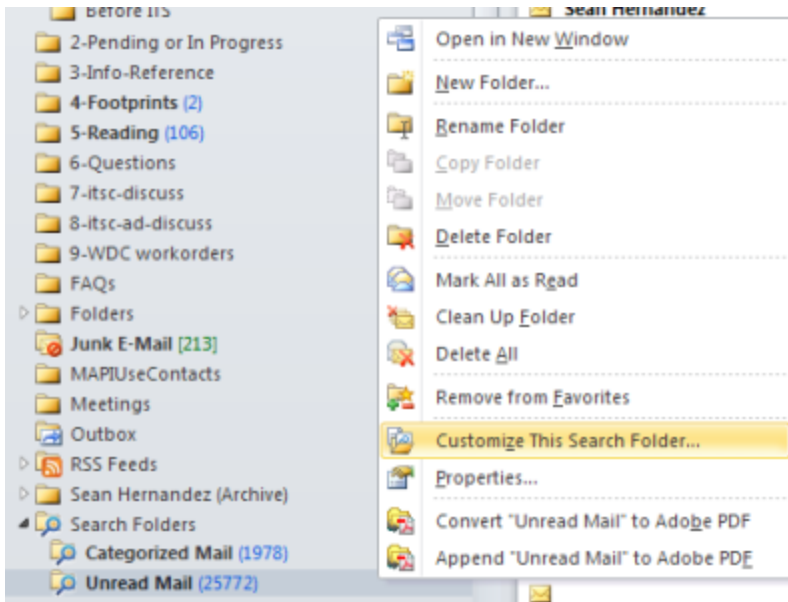 Before ITS
2-Pending or In Progress
3-Info-Reference
4-Footprints (2)
5-Reading (106)
6-Questions
7-itsc-discuss
8-itsc-ad-discuss
9-WDC workorders
FAQs
Folders
Junk E-Mail [213]
MAPIUseContacts
Meetings
Outbox
RSS Feeds
Sean Hernandez (Archive)
Search Folders
Categorized Mail (1978)
Unread Mail (25772)
Sean Hernandez
Open in New Window
New Folder...
Rename Folder
Copy Folder
Move Folder
Delete Folder
Mark All as Read
Clean Up Folder
Delete All
Remove from Favorites
Customize This Search Folder...
Properties...
Convert "Unread Mail" to Adobe PDF
Append "Unread Mail" to Adobe PDF